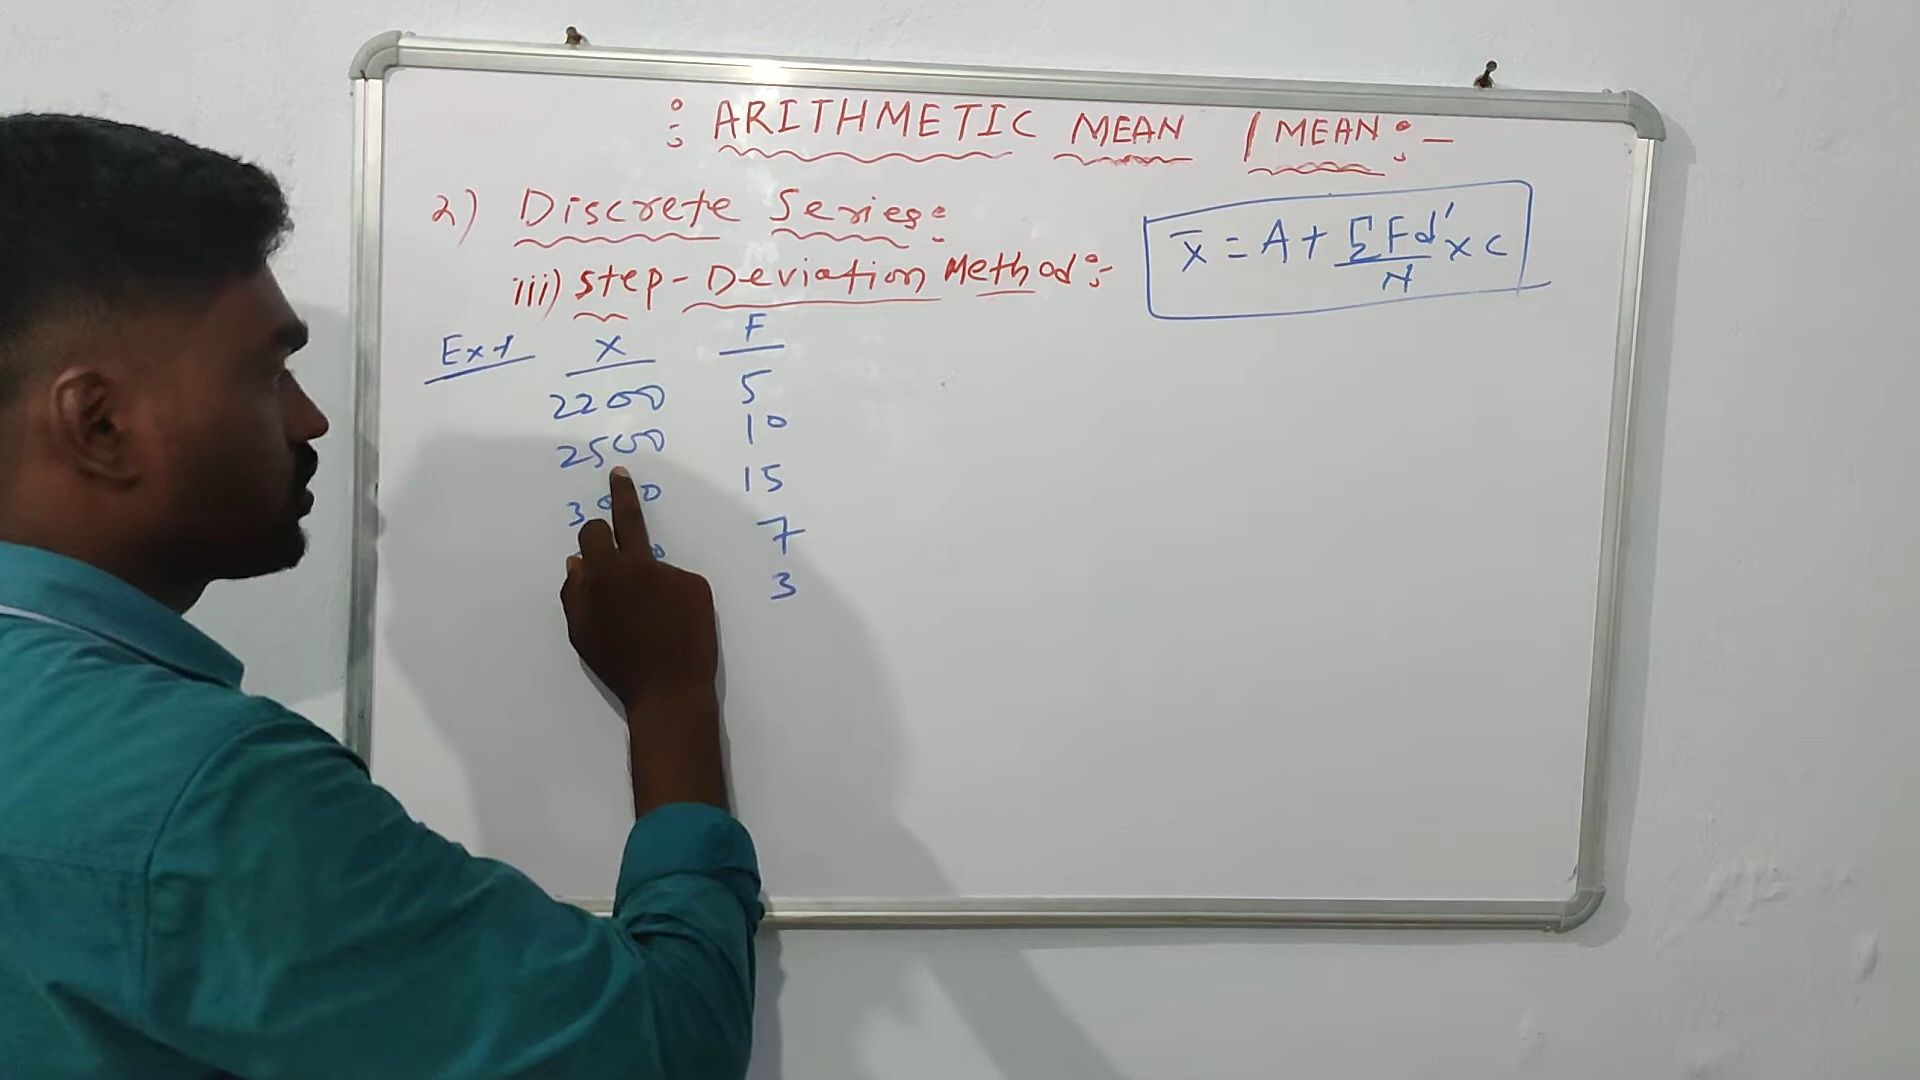 : ARITHMETIC MEAN / MEAN :-
2) Discrete Series:
iii) Step-Deviation Method:-
x̄ = A + ΣFd'/N x c
Ex-1 X F
2200 5
2500 10
15
7
3